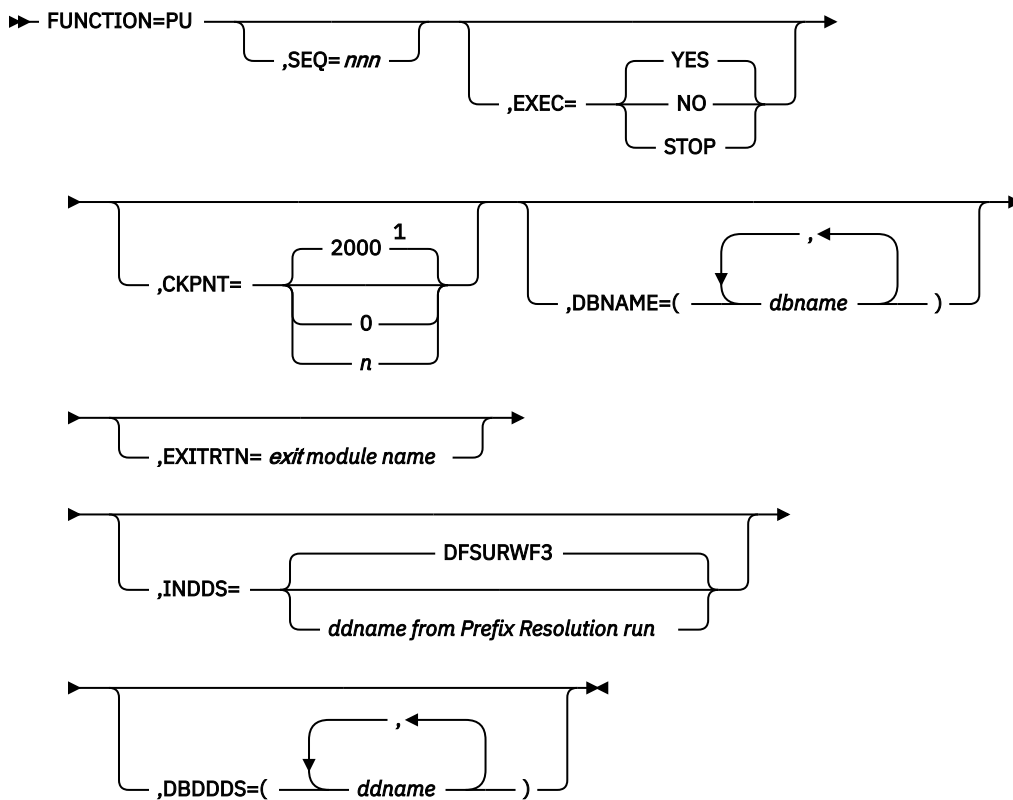 FUNCTION=PU
,SEQ= nnn
,EXEC=
YES
NO
STOP
,CKPNT=
2000 1
0
n
,DBNAME=(
,
dbname
)
,EXITRTN= exit module name
,INDDS=
DFSURWF3
ddname from Prefix Resolution run
,DBDDDS=(
,
ddname
)